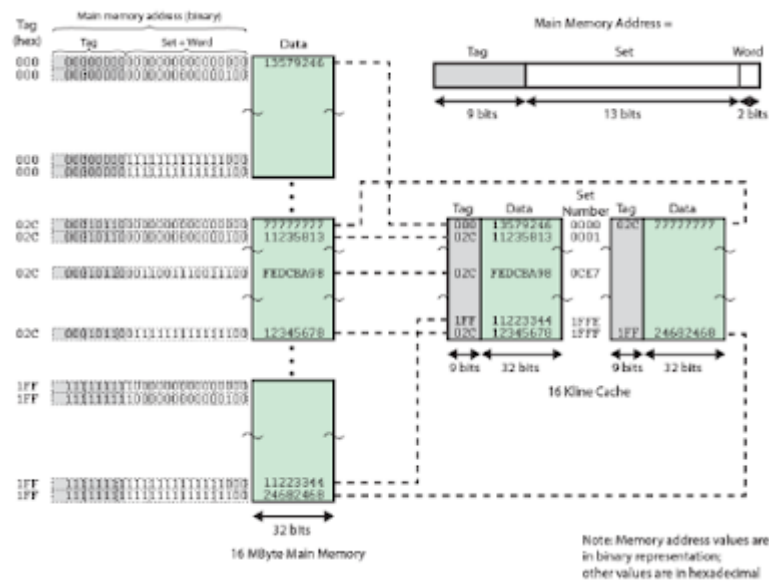 Tag
(hex)
Main memory address (binary)
Tag
Set + Word
Data
000
000
13579246
000
000
02C
02C
77777777
11235813
02C
FEDCBA98
02C
12345678
1FF
1FF
1FF
1FF
11223344
24682468
32 bits
16 MByte Main Memory
Main Memory Address =
Tag
Set
Word
9 bits
13 bits
2 bits
Tag
Data
Set
Number
Tag
Data
000
13579246
0000
02C
77777777
02C
11235813
0001
02C
FEDCBA98
0CE7
1FF
11223344
1FFE
02C
12345678
1FFF
1FF
24682468
9 bits
32 bits
9 bits
32 bits
16 Kline Cache
Note: Memory address values are
in binary representation;
other values are in hexadecimal